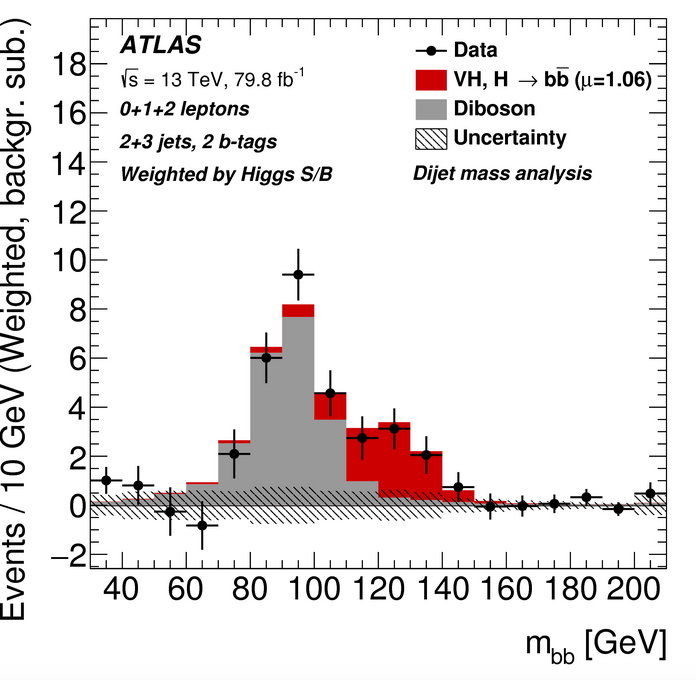 Events / 10 GeV (Weighted, backgr. sub.)
ATLAS
√s = 13 TeV, 79.8 fb⁻¹
0+1+2 leptons
2+3 jets, 2 b-tags
Weighted by Higgs S/B
Data
VH, H → bb̅ (μ=1.06)
Diboson
Uncertainty
Dijet mass analysis
18
16
14
12
10
8
6
4
2
0
−2
40 60 80 100 120 140 160 180 200
m_bb [GeV]